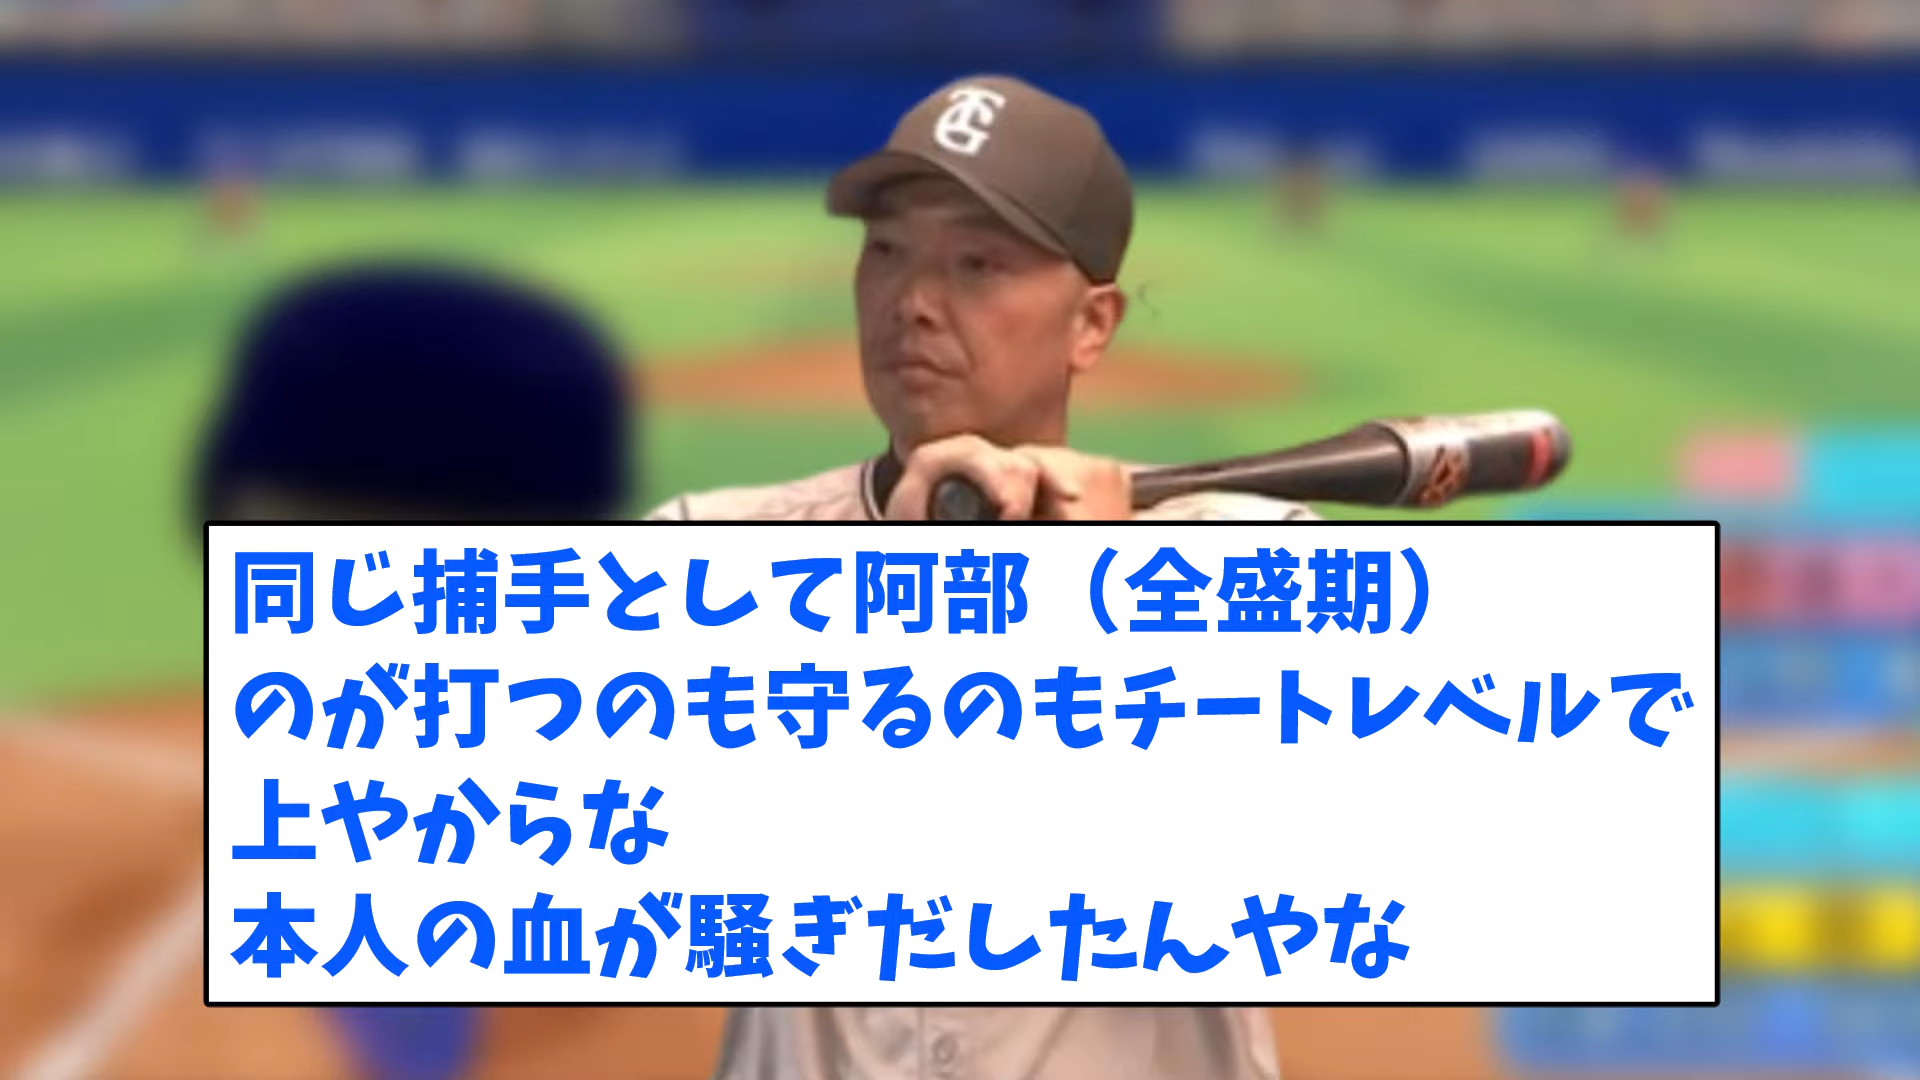 TG
同じ捕手として阿部（全盛期）
のが打つのも守るのもチートレベルで
上やからな
本人の血が騒ぎだしたんやな